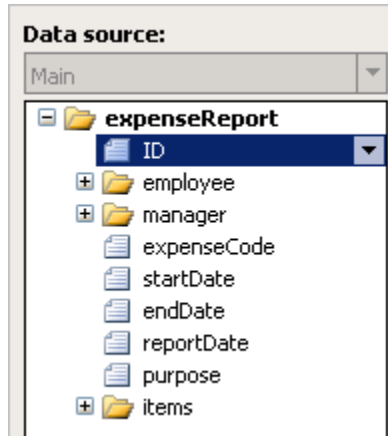 Data source:
Main
expenseReport
ID
employee
manager
expenseCode
startDate
endDate
reportDate
purpose
items